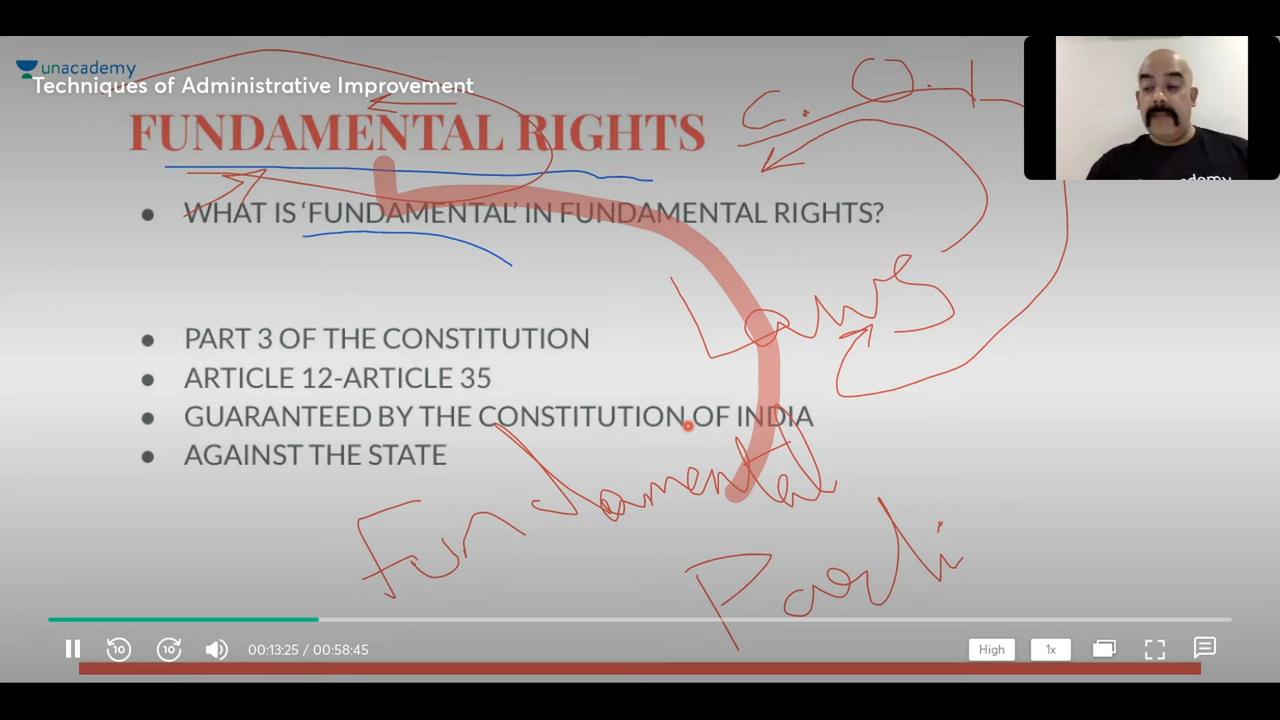 unacademy
Techniques of Administrative Improvement
FUNDAMENTAL RIGHTS
C. O. I
• WHAT IS ‘FUNDAMENTAL’ IN FUNDAMENTAL RIGHTS?
Laws
• PART 3 OF THE CONSTITUTION
• ARTICLE 12-ARTICLE 35
• GUARANTEED BY THE CONSTITUTION OF INDIA
• AGAINST THE STATE
Fundamental
10 10 00:13:25 / 00:58:45 High 1x